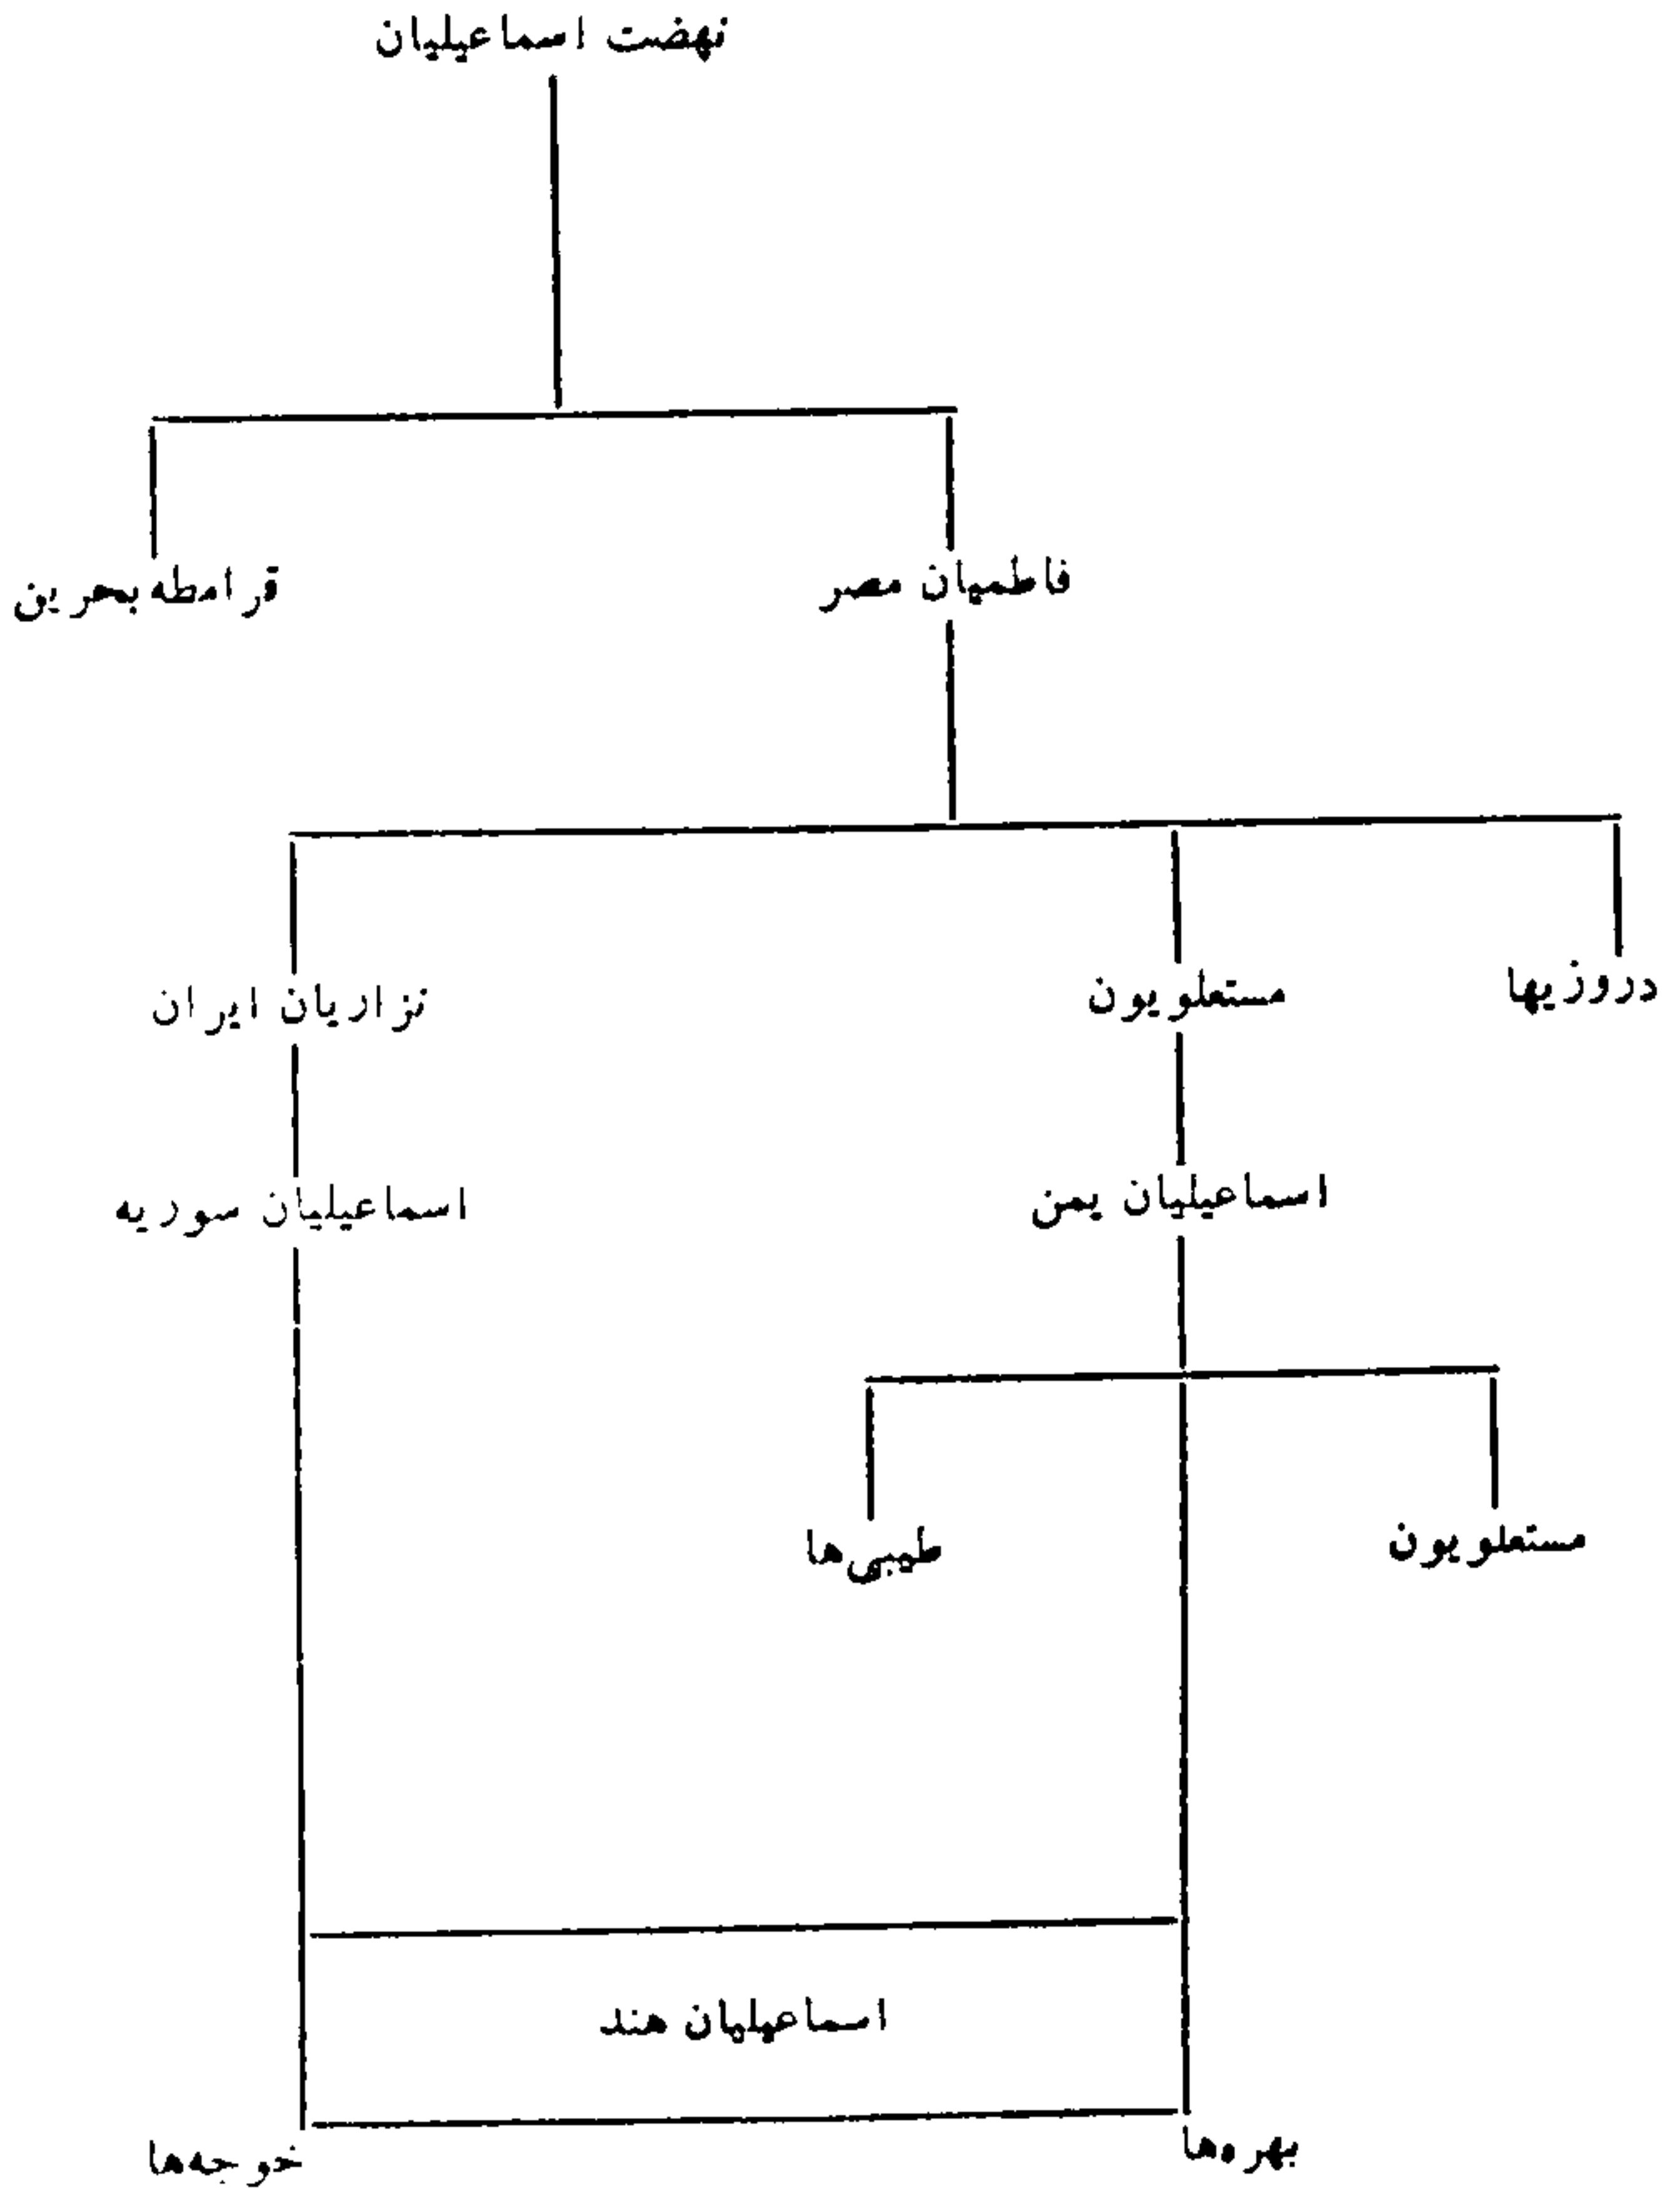 نهضت اسماعیلیان
فاطمیان مصر
قرامطه بحرین
دروزیها
مستعلویون
نزاریان ایران
اسماعیلیان یمن
اسماعیلیان سوریه
مستعلویون
طیبی‌ها
اسماعیلیان هند
بهره‌ها
خوجه‌ها